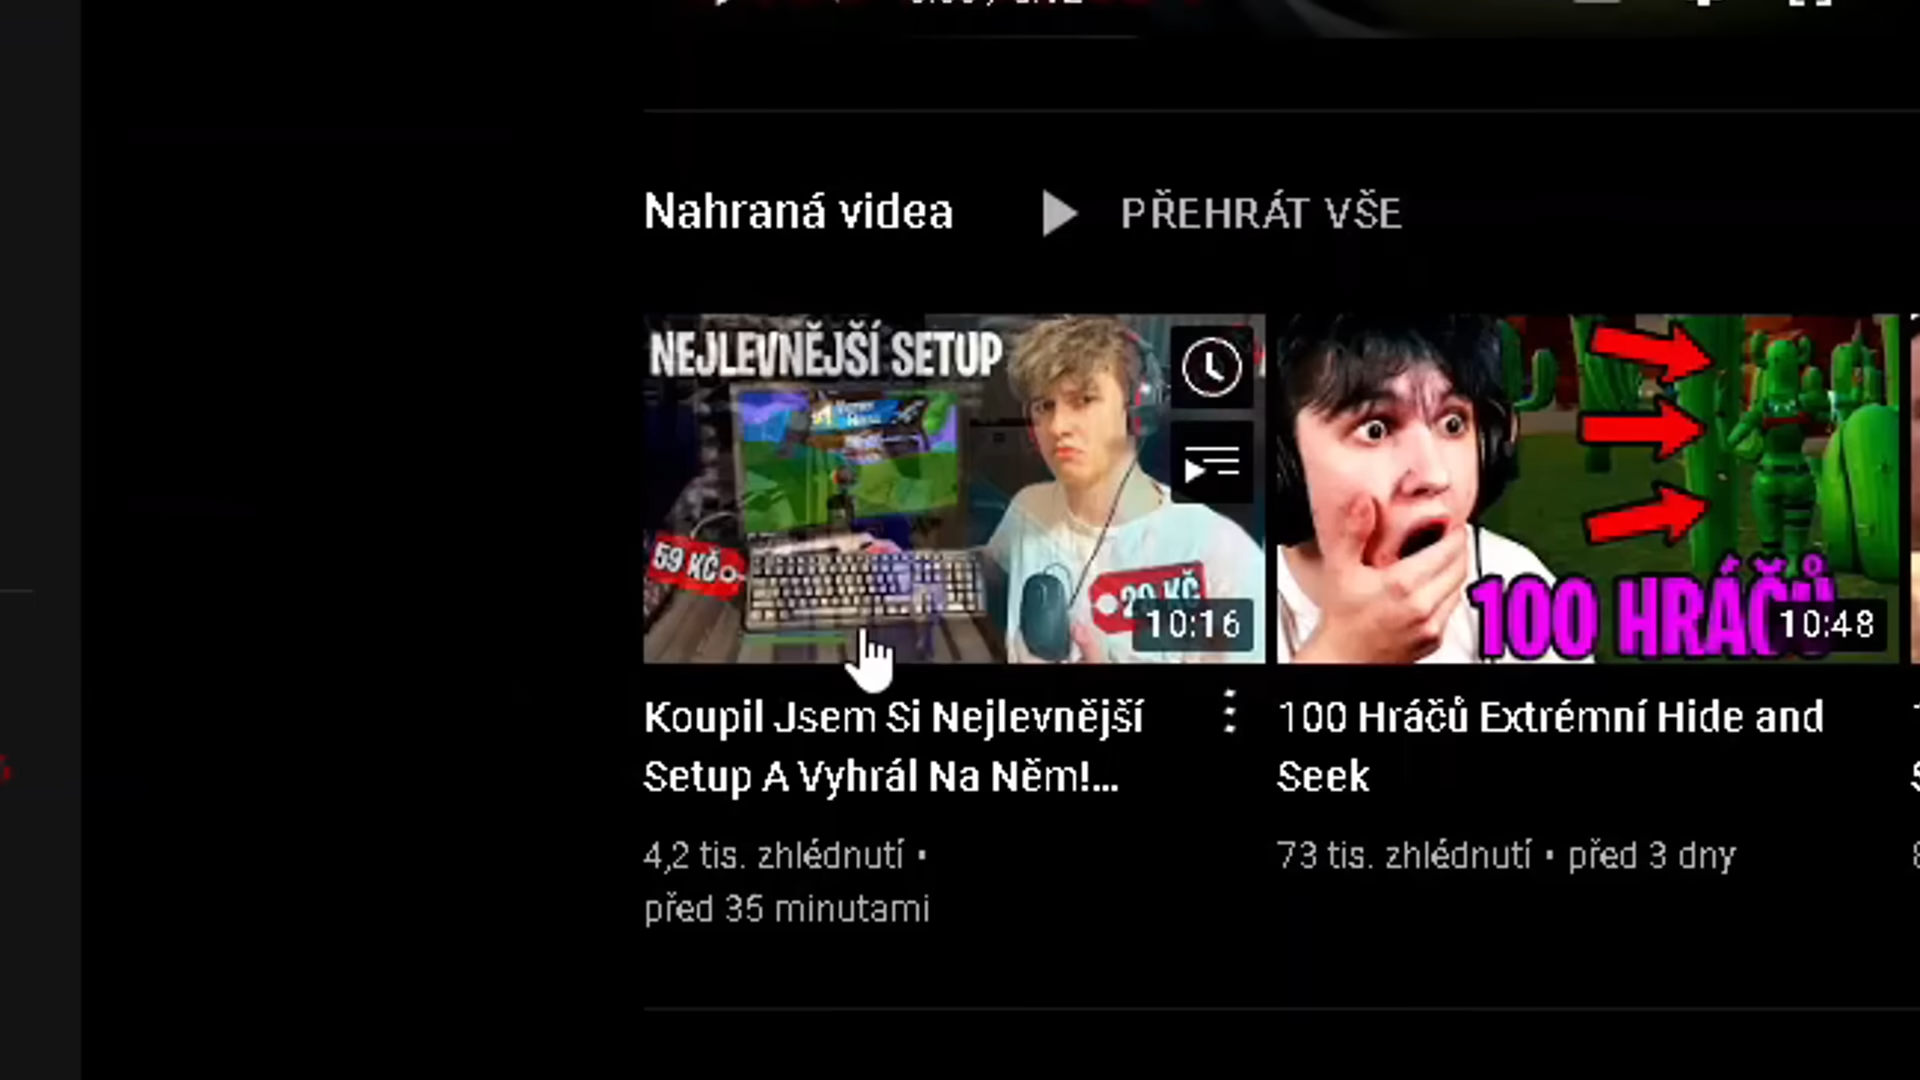 Nahraná videa
PŘEHRÁT VŠE
NEJLEVNĚJŠÍ SETUP
59 KČ
20 KČ
10:16
100 HRÁČŮ
10:48
Koupil Jsem Si Nejlevnější
Setup A Vyhrál Na Něm!...
4,2 tis. zhlédnutí •
před 35 minutami
100 Hráčů Extrémní Hide and
Seek
73 tis. zhlédnutí • před 3 dny